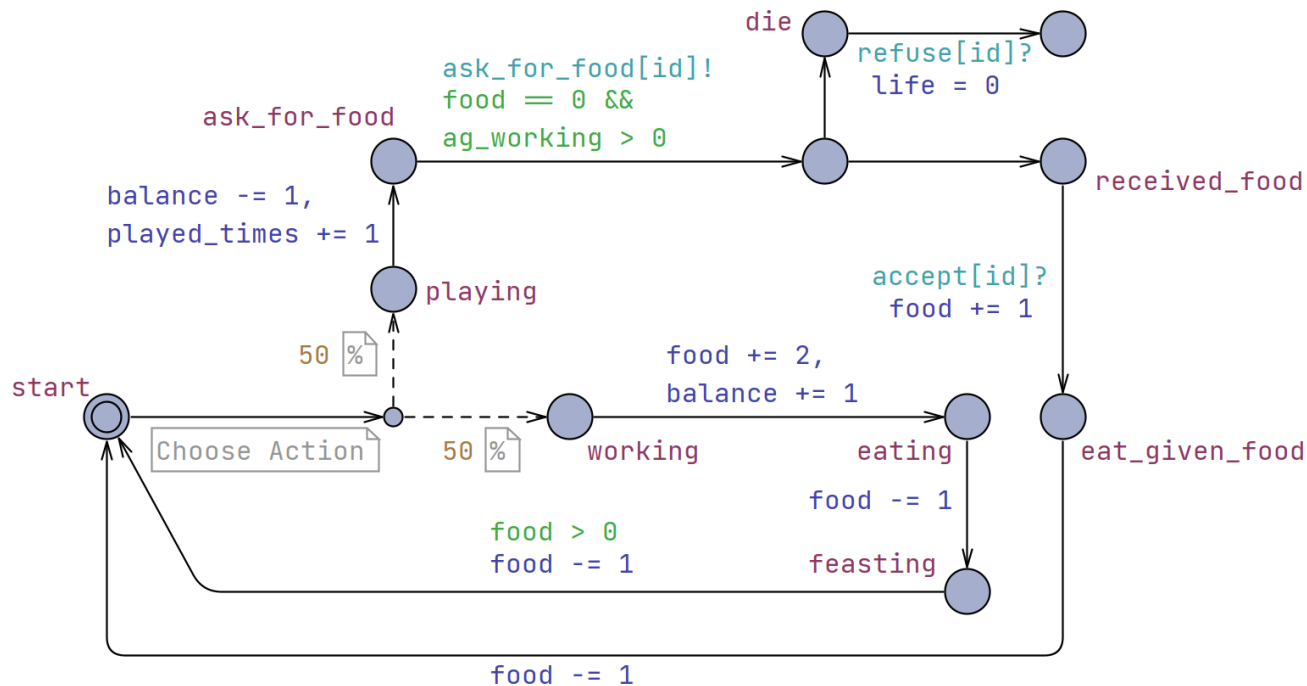 die
refuse[id]?
life = 0
ask_for_food[id]!
food == 0 &&
ag_working > 0
ask_for_food
received_food
balance -= 1,
played_times += 1
accept[id]?
food += 1
playing
50 %
food += 2,
balance += 1
start
Choose Action
50 %
working
eating
eat_given_food
food -= 1
food > 0
food -= 1
feasting
food -= 1